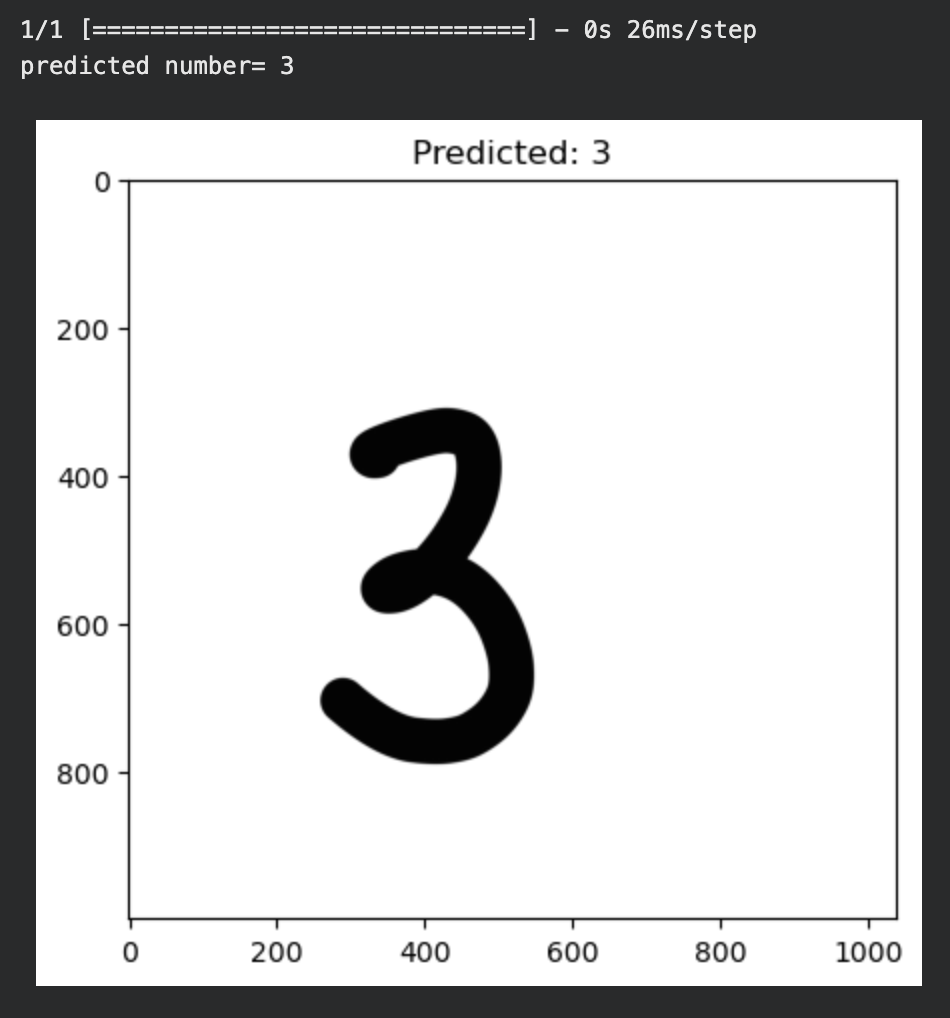 1/1 [==============================] - 0s 26ms/step
predicted number= 3
Predicted: 3
0
200
400
600
800
3
0 200 400 600 800 1000